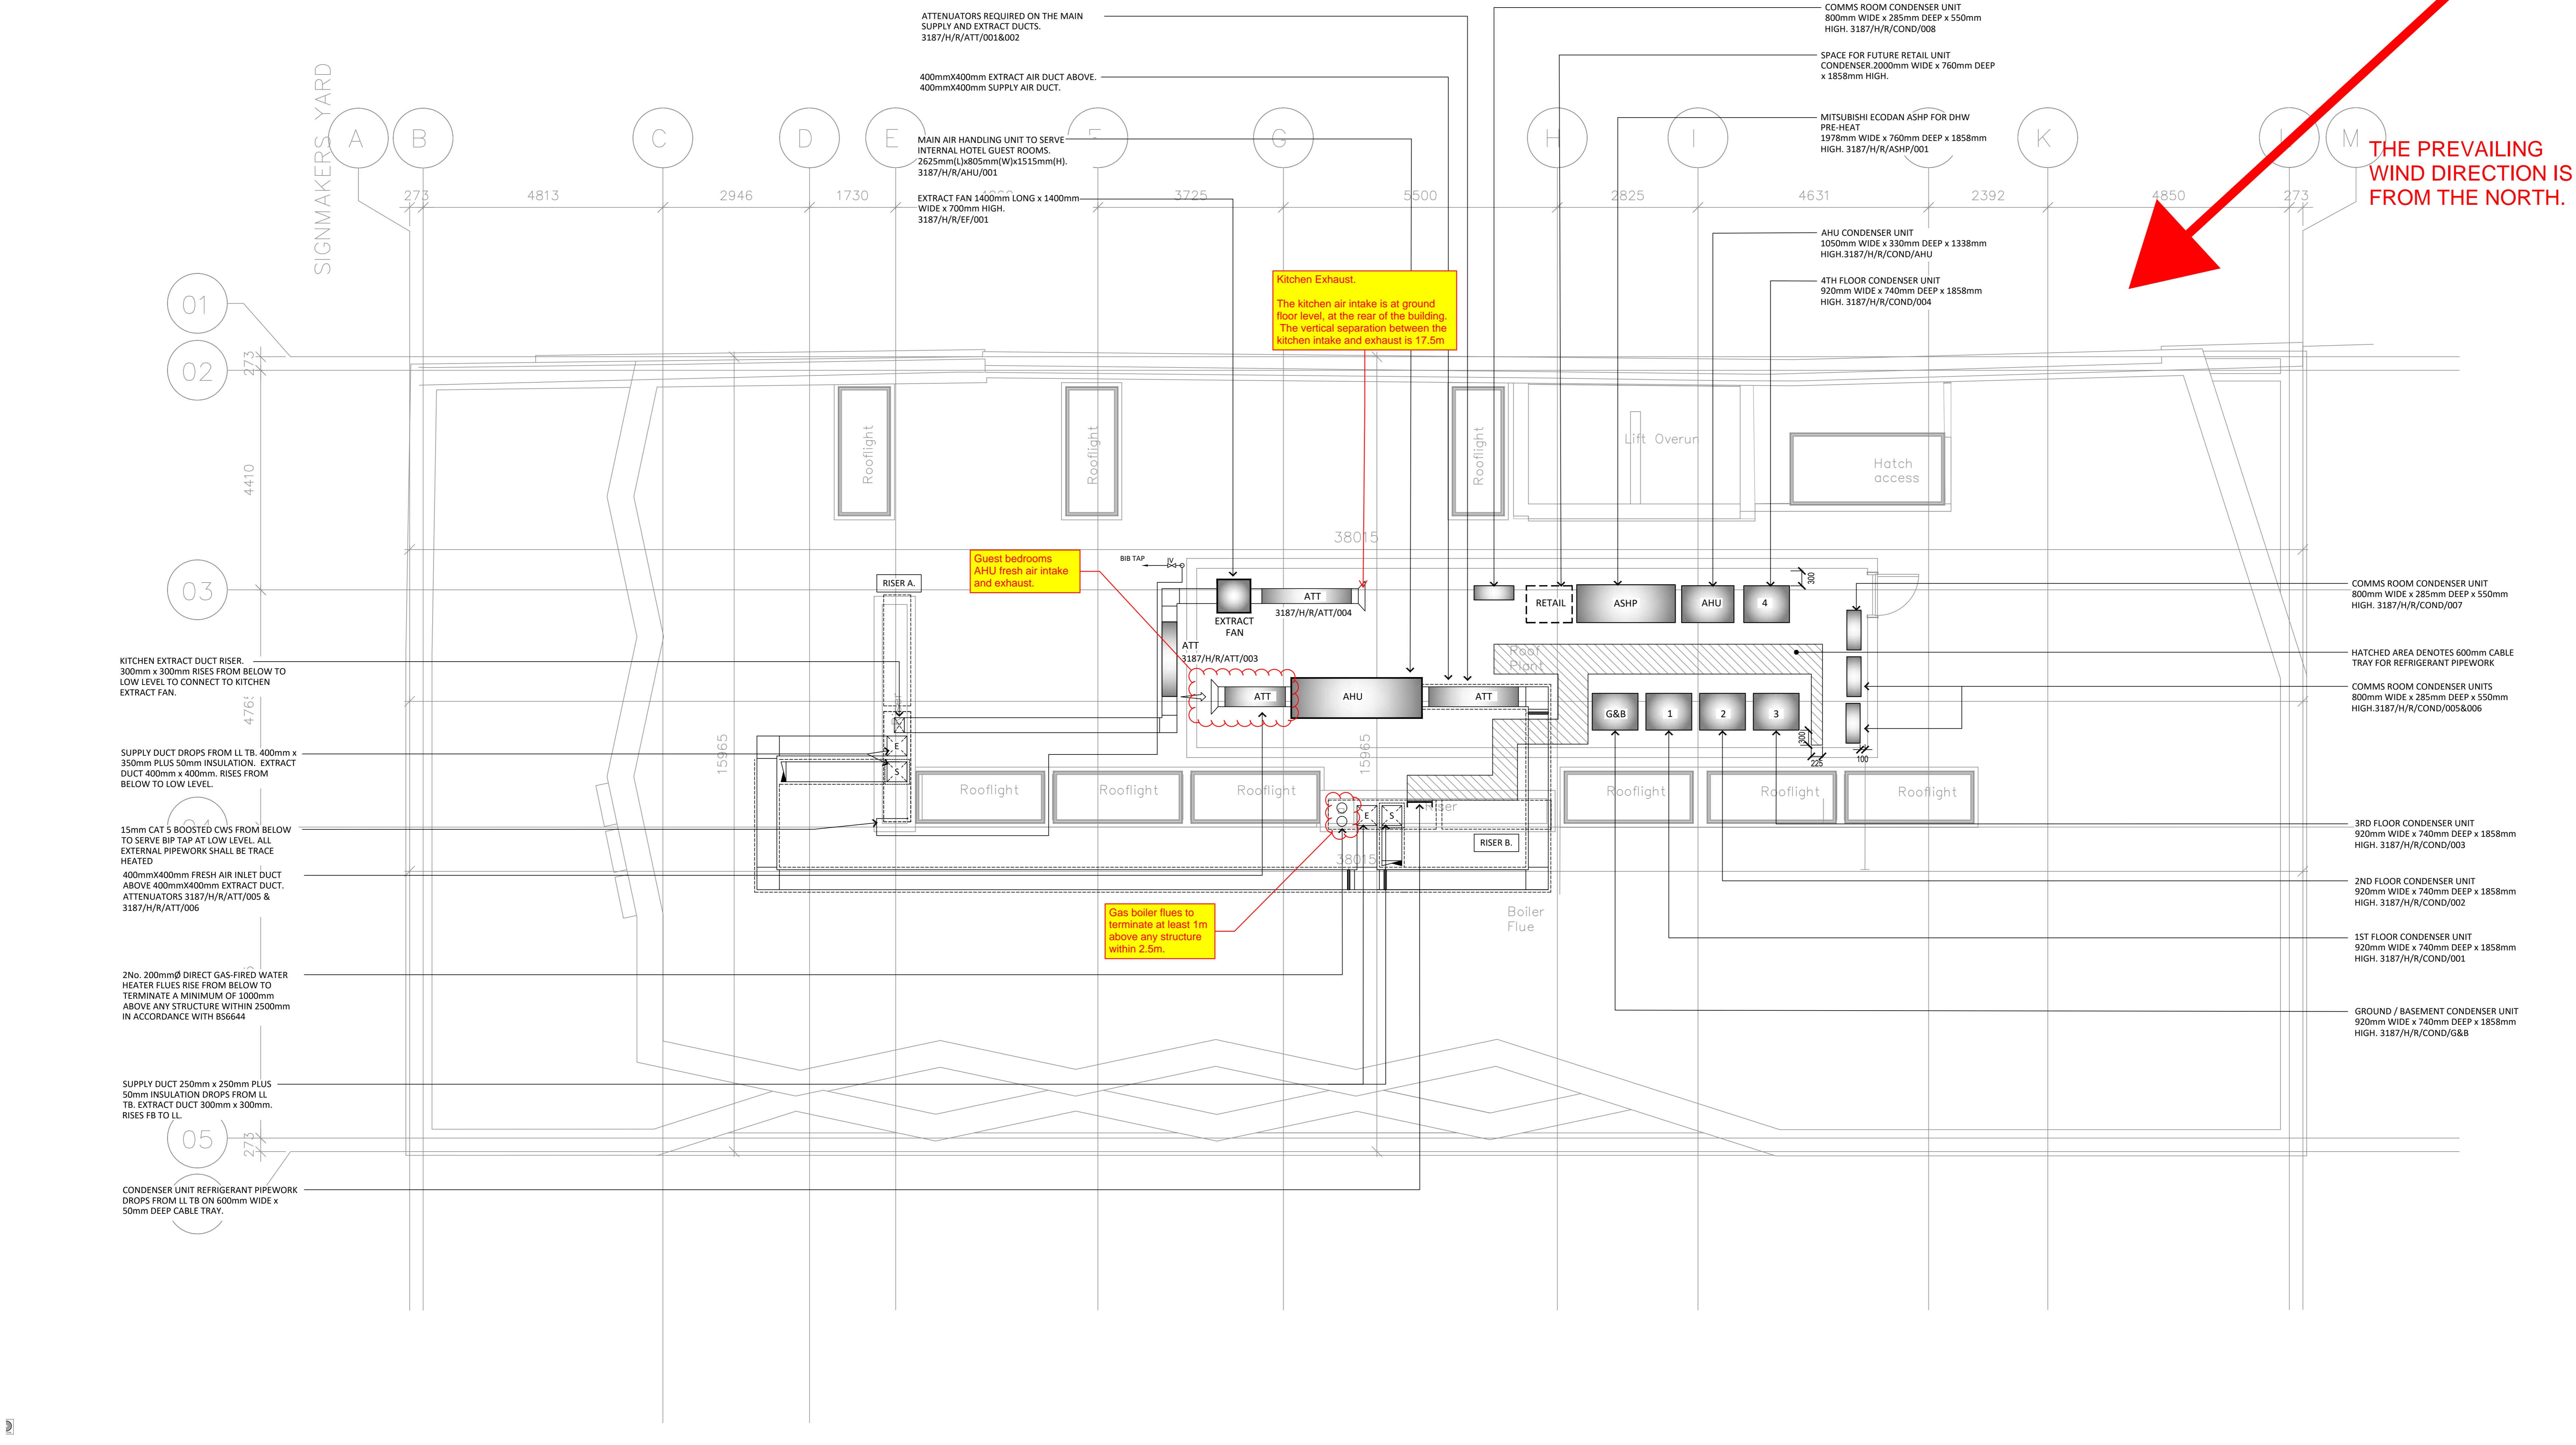 ATTENUATORS REQUIRED ON THE MAIN
SUPPLY AND EXTRACT DUCTS.
3187/H/R/ATT/001&002
400mmX400mm EXTRACT AIR DUCT ABOVE.
400mmX400mm SUPPLY AIR DUCT.
MAIN AIR HANDLING UNIT TO SERVE
INTERNAL HOTEL GUEST ROOMS.
2625mm(L)x805mm(W)x1515mm(H).
3187/H/R/AHU/001
EXTRACT FAN 1400mm LONG x 1400mm
WIDE x 700mm HIGH.
3187/H/R/EF/001
COMMS ROOM CONDENSER UNIT
800mm WIDE x 285mm DEEP x 550mm
HIGH. 3187/H/R/COND/008
SPACE FOR FUTURE RETAIL UNIT
CONDENSER.2000mm WIDE x 760mm DEEP
x 1858mm HIGH.
MITSUBISHI ECODAN ASHP FOR DHW
PRE-HEAT
1978mm WIDE x 760mm DEEP x 1858mm
HIGH. 3187/H/R/ASHP/001
AHU CONDENSER UNIT
1050mm WIDE x 330mm DEEP x 1338mm
HIGH.3187/H/R/COND/AHU
4TH FLOOR CONDENSER UNIT
920mm WIDE x 740mm DEEP x 1858mm
HIGH. 3187/H/R/COND/004
THE PREVAILING
WIND DIRECTION IS
FROM THE NORTH.
SIGNMAKERS YARD
A
B
C
D
E
G
H
I
K
M
273
4813
2946
1730
3725
5500
2825
4631
2392
4850
273
01
02
03
05
273
4410
273
Kitchen Exhaust.
The kitchen air intake is at ground
floor level, at the rear of the building.
The vertical separation between the
kitchen intake and exhaust is 17.5m
Rooflight
Rooflight
Rooflight
Lift Overun
Hatch
access
38015
Guest bedrooms
AHU fresh air intake
and exhaust.
BIB TAP
IV
RISER A.
EXTRACT
FAN
ATT
3187/H/R/ATT/004
ATT
3187/H/R/ATT/003
RETAIL
ASHP
AHU
4
300
Roof
Plant
ATT
AHU
ATT
G&B
1
2
3
300
225
100
E
S
15965
15965
Rooflight
Rooflight
Rooflight
Rooflight
Rooflight
Rooflight
E
S
Riser
RISER B.
38015
Boiler
Flue
Gas boiler flues to
terminate at least 1m
above any structure
within 2.5m.
KITCHEN EXTRACT DUCT RISER.
300mm x 300mm RISES FROM BELOW TO
LOW LEVEL TO CONNECT TO KITCHEN
EXTRACT FAN.
SUPPLY DUCT DROPS FROM LL TB. 400mm x
350mm PLUS 50mm INSULATION. EXTRACT
DUCT 400mm x 400mm. RISES FROM
BELOW TO LOW LEVEL.
15mm CAT 5 BOOSTED CWS FROM BELOW
TO SERVE BIP TAP AT LOW LEVEL. ALL
EXTERNAL PIPEWORK SHALL BE TRACE
HEATED
400mmX400mm FRESH AIR INLET DUCT
ABOVE 400mmX400mm EXTRACT DUCT.
ATTENUATORS 3187/H/R/ATT/005 &
3187/H/R/ATT/006
2No. 200mmØ DIRECT GAS-FIRED WATER
HEATER FLUES RISE FROM BELOW TO
TERMINATE A MINIMUM OF 1000mm
ABOVE ANY STRUCTURE WITHIN 2500mm
IN ACCORDANCE WITH BS6644
SUPPLY DUCT 250mm x 250mm PLUS
50mm INSULATION DROPS FROM LL
TB. EXTRACT DUCT 300mm x 300mm.
RISES FB TO LL.
CONDENSER UNIT REFRIGERANT PIPEWORK
DROPS FROM LL TB ON 600mm WIDE x
50mm DEEP CABLE TRAY.
COMMS ROOM CONDENSER UNIT
800mm WIDE x 285mm DEEP x 550mm
HIGH. 3187/H/R/COND/007
HATCHED AREA DENOTES 600mm CABLE
TRAY FOR REFRIGERANT PIPEWORK
COMMS ROOM CONDENSER UNITS
800mm WIDE x 285mm DEEP x 550mm
HIGH.3187/H/R/COND/005&006
3RD FLOOR CONDENSER UNIT
920mm WIDE x 740mm DEEP x 1858mm
HIGH. 3187/H/R/COND/003
2ND FLOOR CONDENSER UNIT
920mm WIDE x 740mm DEEP x 1858mm
HIGH. 3187/H/R/COND/002
1ST FLOOR CONDENSER UNIT
920mm WIDE x 740mm DEEP x 1858mm
HIGH. 3187/H/R/COND/001
GROUND / BASEMENT CONDENSER UNIT
920mm WIDE x 740mm DEEP x 1858mm
HIGH. 3187/H/R/COND/G&B